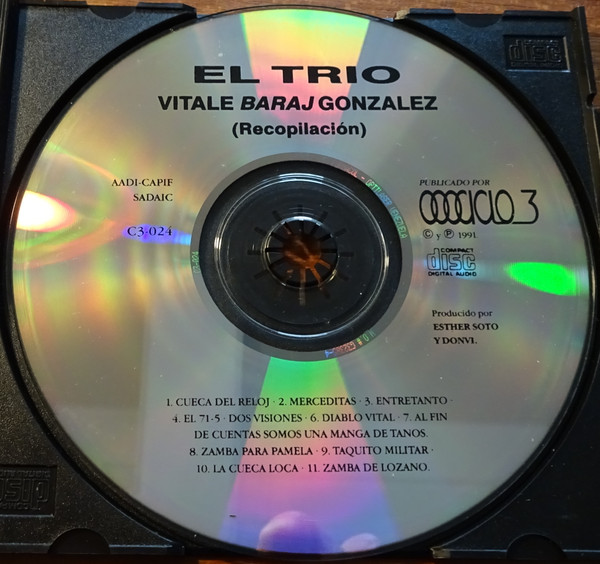 EL TRIO
VITALE BARAJ GONZALEZ
(Recopilación)
AADI-CAPIF
SADAIC
C3 024
PUBLICADO POR
ciclo 3
© y ℗ 1991
COMPACT
disc
DIGITAL AUDIO
Producido por
ESTHER SOTO
Y DONVI.
1. CUECA DEL RELOJ · 2. MERCEDITAS · 3. ENTRETANTO ·
4. EL 71-5 · DOS VISIONES · 6. DIABLO VITAL · 7. AL FIN
DE CUENTAS SOMOS UNA MANGA DE TANOS.
8. ZAMBA PARA PAMELA · 9. TAQUITO MILITAR ·
10. LA CUECA LOCA · 11. ZAMBA DE LOZANO.
disc